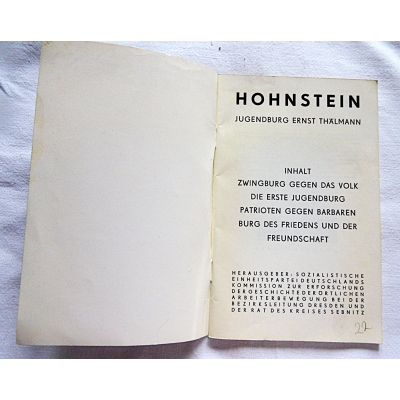 HOHNSTEIN
JUGENDBURG ERNST THÄLMANN
INHALT
ZWINGBURG GEGEN DAS VOLK
DIE ERSTE JUGENDBURG
PATRIOTEN GEGEN BARBAREN
BURG DES FRIEDENS UND DER
FREUNDSCHAFT
HERAUSGEBER: SOZIALISTISCHE
EINHEITSPARTEI DEUTSCHLANDS
KOMMISSION ZUR ERFORSCHUNG
DER GESCHICHTE DER ÖRTLICHEN
ARBEITERBEWEGUNG BEI DER
BEZIRKSLEITUNG DRESDEN UND
DER RAT DES KREISES SEBNITZ